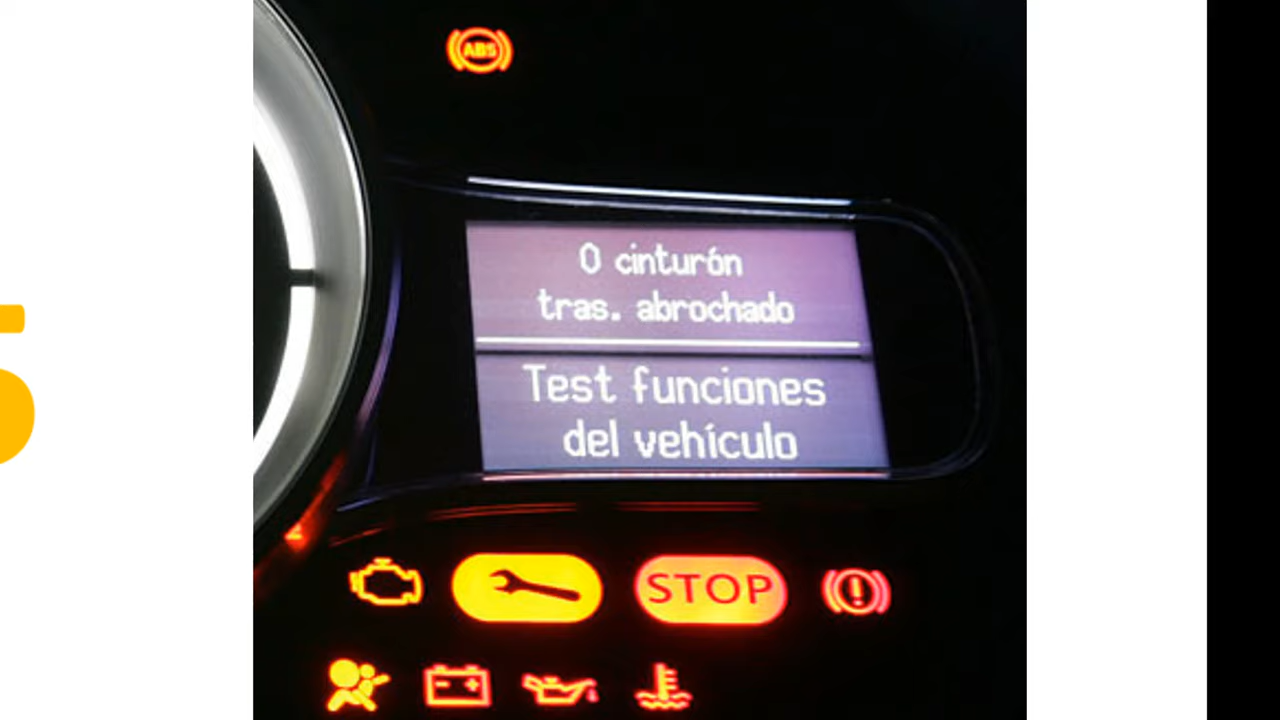 ABS
0 cinturón
tras. abrochado
Test funciones
del vehículo
STOP